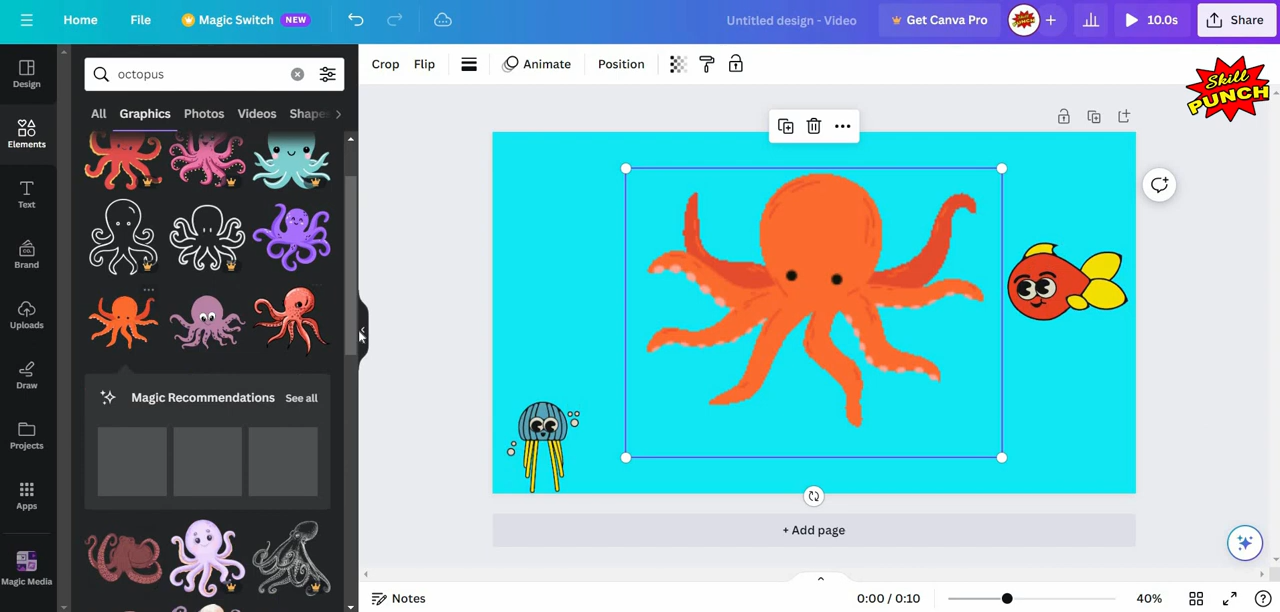 Home File Magic Switch NEW Untitled design - Video Get Canva Pro 10.0s Share
Design
Elements
Text
Brand
CO.
Uploads
Draw
Projects
Apps
Magic Media
octopus
All Graphics Photos Videos Shapes
Magic Recommendations See all
Crop Flip Animate Position
Skill
PUNCH
+ Add page
Notes 0:00 / 0:10 40%